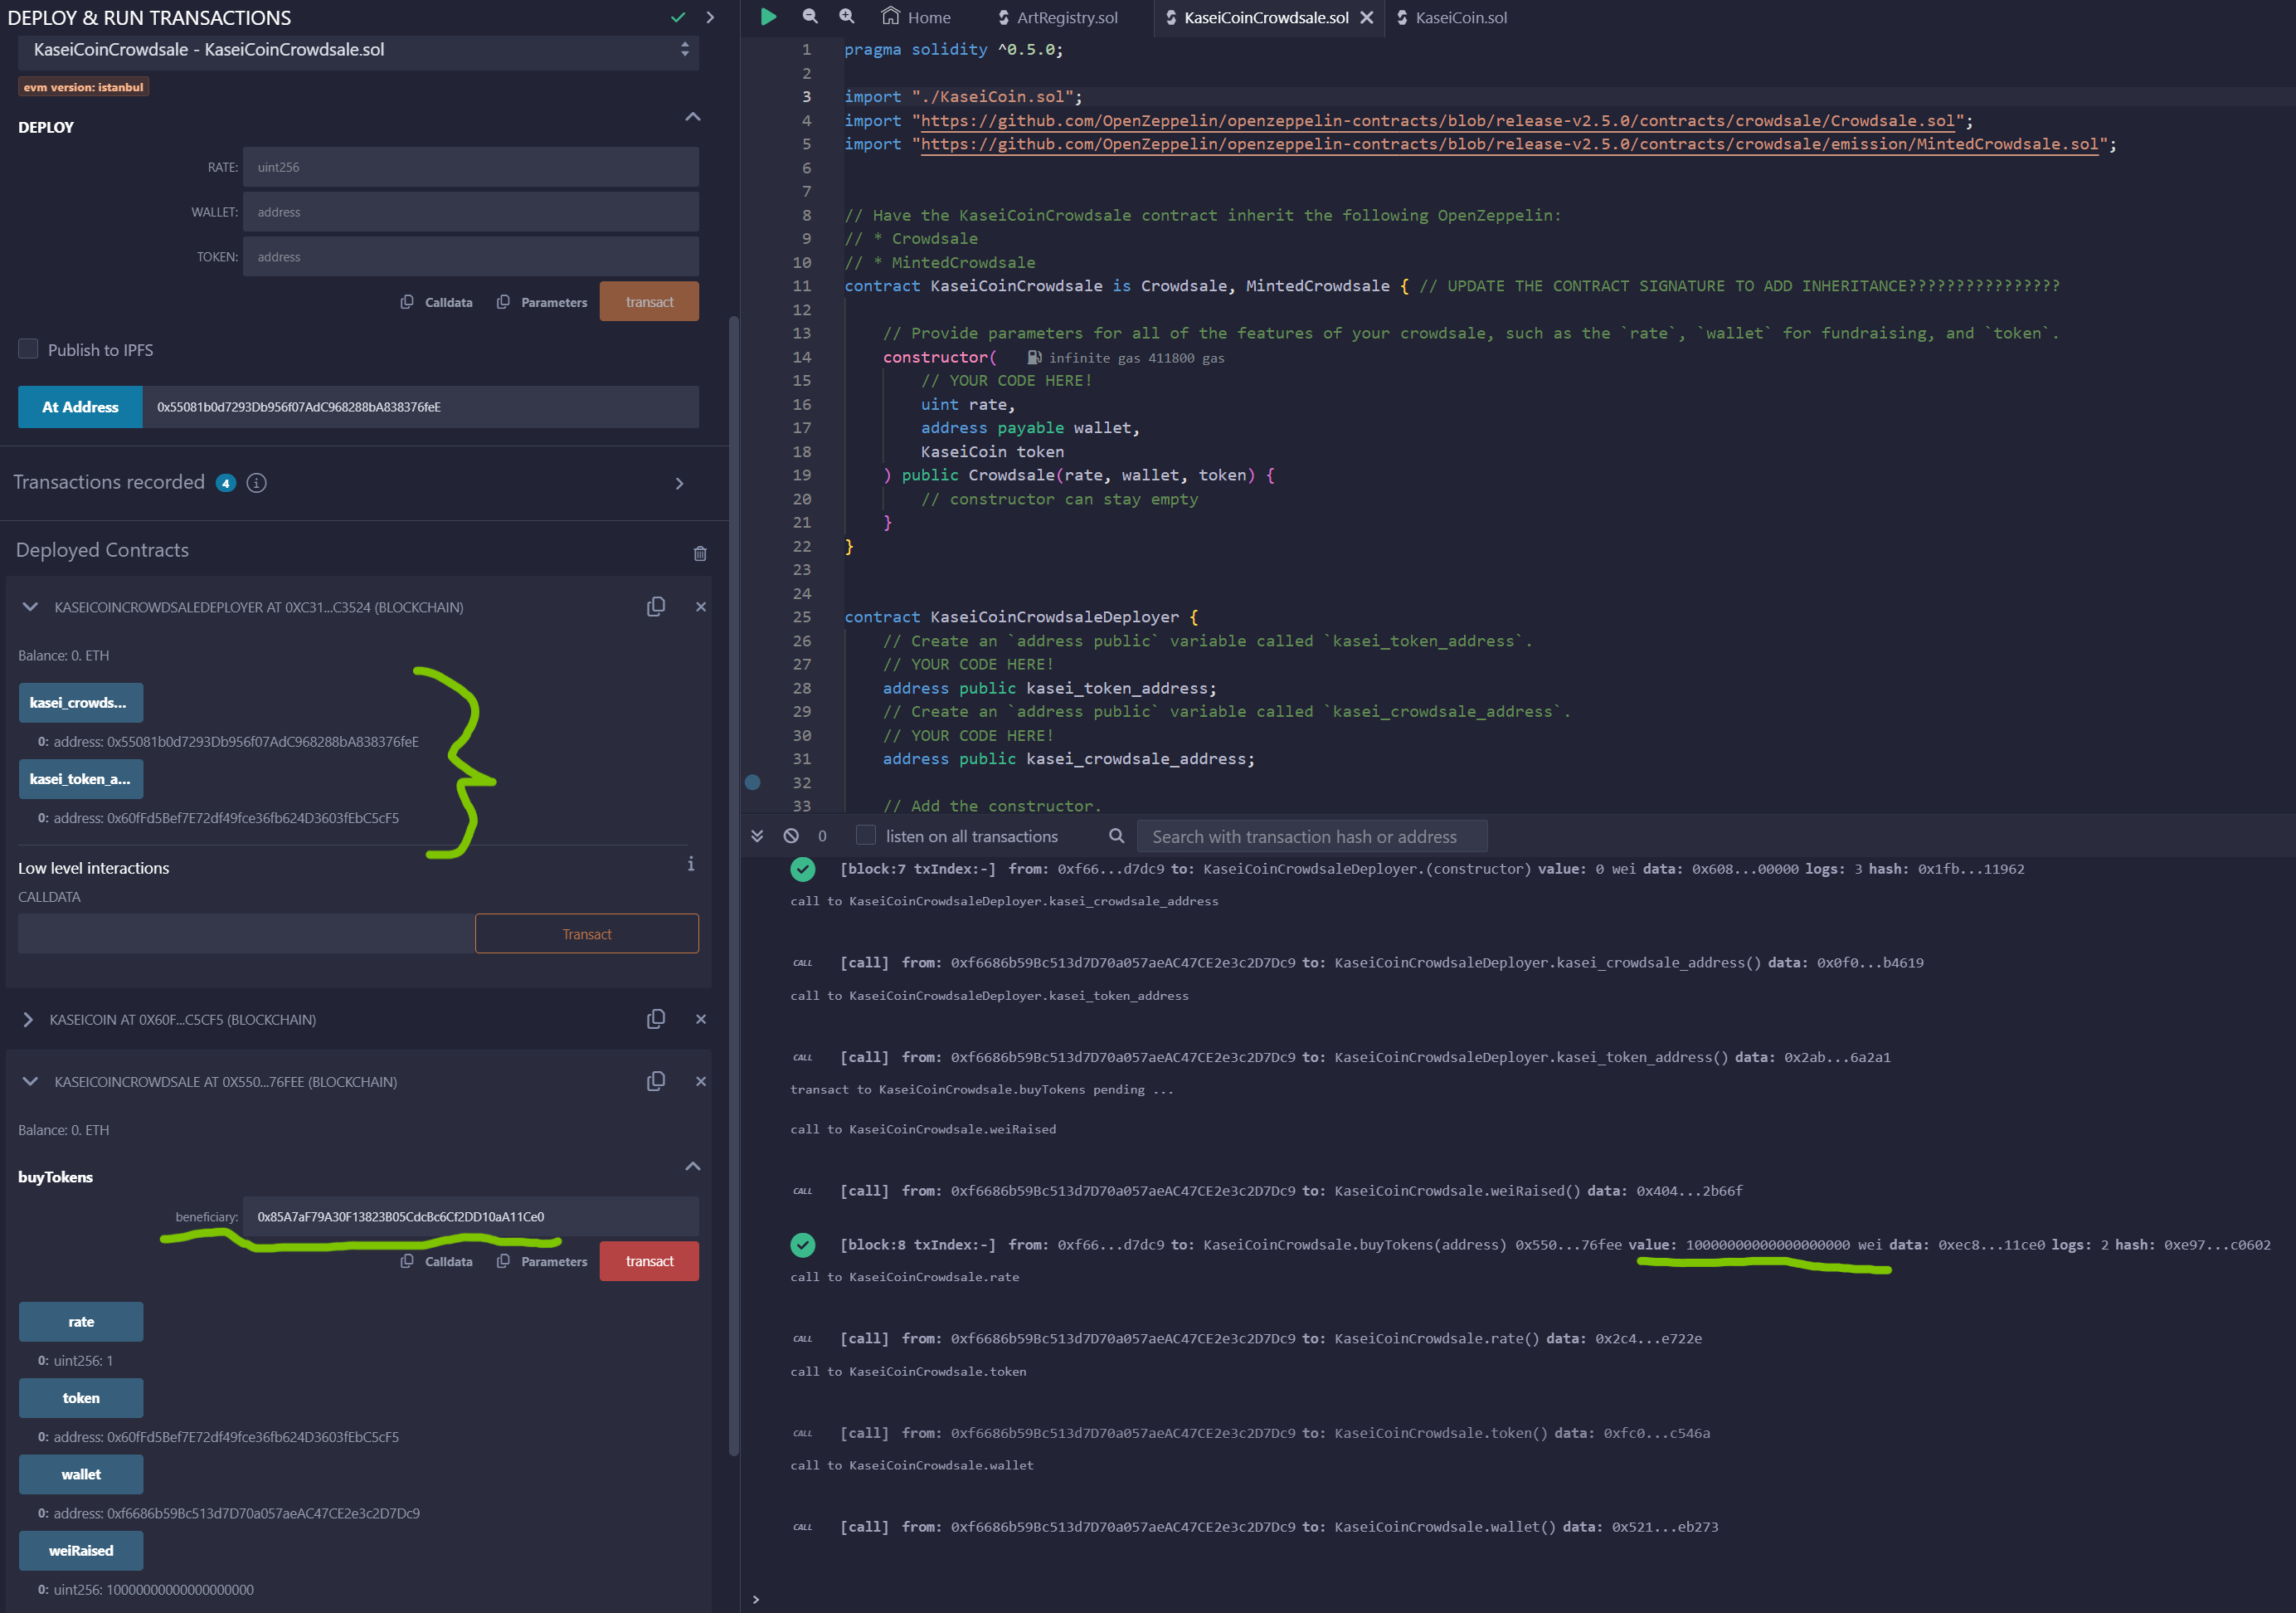 DEPLOY & RUN TRANSACTIONS
KaseiCoinCrowdsale - KaseiCoinCrowdsale.sol
evm version: istanbul
DEPLOY
RATE: uint256
WALLET: address
TOKEN: address
Calldata Parameters transact
Publish to IPFS
At Address 0x55081b0d7293Db956f07AdC968288bA838376feE
Transactions recorded 4 i
Deployed Contracts
KASEICOINCROWDSALEDEPLOYER AT 0XC31...C3524 (BLOCKCHAIN)
Balance: 0. ETH
kasei_crowds...
0: address: 0x55081b0d7293Db956f07AdC968288bA838376feE
kasei_token_a...
0: address: 0x60fFd5Bef7E72df49fce36fb624D3603fEbC5cF5
Low level interactions i
CALLDATA
Transact
KASEICOIN AT 0X60F...C5CF5 (BLOCKCHAIN)
KASEICOINCROWDSALE AT 0X550...76FEE (BLOCKCHAIN)
Balance: 0. ETH
buyTokens
beneficiary: 0x85A7aF79A30F13823B05CdcBc6Cf2DD10aA11Ce0
Calldata Parameters transact
rate
0: uint256: 1
token
0: address: 0x60fFd5Bef7E72df49fce36fb624D3603fEbC5cF5
wallet
0: address: 0xf6686b59Bc513d7D70a057aeAC47CE2e3c2D7Dc9
weiRaised
0: uint256: 10000000000000000000
Home ArtRegistry.sol KaseiCoinCrowdsale.sol KaseiCoin.sol
1 pragma solidity ^0.5.0;
2
3 import "./KaseiCoin.sol";
4 import "https://github.com/OpenZeppelin/openzeppelin-contracts/blob/release-v2.5.0/contracts/crowdsale/Crowdsale.sol";
5 import "https://github.com/OpenZeppelin/openzeppelin-contracts/blob/release-v2.5.0/contracts/crowdsale/emission/MintedCrowdsale.sol";
6
7
8 // Have the KaseiCoinCrowdsale contract inherit the following OpenZeppelin:
9 // * Crowdsale
10 // * MintedCrowdsale
11 contract KaseiCoinCrowdsale is Crowdsale, MintedCrowdsale { // UPDATE THE CONTRACT SIGNATURE TO ADD INHERITANCE????????????????
12
13 // Provide parameters for all of the features of your crowdsale, such as the `rate`, `wallet` for fundraising, and `token`.
14 constructor( infinite gas 411800 gas
15 // YOUR CODE HERE!
16 uint rate,
17 address payable wallet,
18 KaseiCoin token
19 ) public Crowdsale(rate, wallet, token) {
20 // constructor can stay empty
21 }
22 }
23
24
25 contract KaseiCoinCrowdsaleDeployer {
26 // Create an `address public` variable called `kasei_token_address`.
27 // YOUR CODE HERE!
28 address public kasei_token_address;
29 // Create an `address public` variable called `kasei_crowdsale_address`.
30 // YOUR CODE HERE!
31 address public kasei_crowdsale_address;
32
33 // Add the constructor.
0 listen on all transactions Search with transaction hash or address
[block:7 txIndex:-] from: 0xf66...d7dc9 to: KaseiCoinCrowdsaleDeployer.(constructor) value: 0 wei data: 0x608...00000 logs: 3 hash: 0x1fb...11962
call to KaseiCoinCrowdsaleDeployer.kasei_crowdsale_address
CALL [call] from: 0xf6686b59Bc513d7D70a057aeAC47CE2e3c2D7Dc9 to: KaseiCoinCrowdsaleDeployer.kasei_crowdsale_address() data: 0x0f0...b4619
call to KaseiCoinCrowdsaleDeployer.kasei_token_address
CALL [call] from: 0xf6686b59Bc513d7D70a057aeAC47CE2e3c2D7Dc9 to: KaseiCoinCrowdsaleDeployer.kasei_token_address() data: 0x2ab...6a2a1
transact to KaseiCoinCrowdsale.buyTokens pending ...
call to KaseiCoinCrowdsale.weiRaised
CALL [call] from: 0xf6686b59Bc513d7D70a057aeAC47CE2e3c2D7Dc9 to: KaseiCoinCrowdsale.weiRaised() data: 0x404...2b66f
[block:8 txIndex:-] from: 0xf66...d7dc9 to: KaseiCoinCrowdsale.buyTokens(address) 0x550...76fee value: 10000000000000000000 wei data: 0xec8...11ce0 logs: 2 hash: 0xe97...c0602
call to KaseiCoinCrowdsale.rate
CALL [call] from: 0xf6686b59Bc513d7D70a057aeAC47CE2e3c2D7Dc9 to: KaseiCoinCrowdsale.rate() data: 0x2c4...e722e
call to KaseiCoinCrowdsale.token
CALL [call] from: 0xf6686b59Bc513d7D70a057aeAC47CE2e3c2D7Dc9 to: KaseiCoinCrowdsale.token() data: 0xfc0...c546a
call to KaseiCoinCrowdsale.wallet
CALL [call] from: 0xf6686b59Bc513d7D70a057aeAC47CE2e3c2D7Dc9 to: KaseiCoinCrowdsale.wallet() data: 0x521...eb273
>